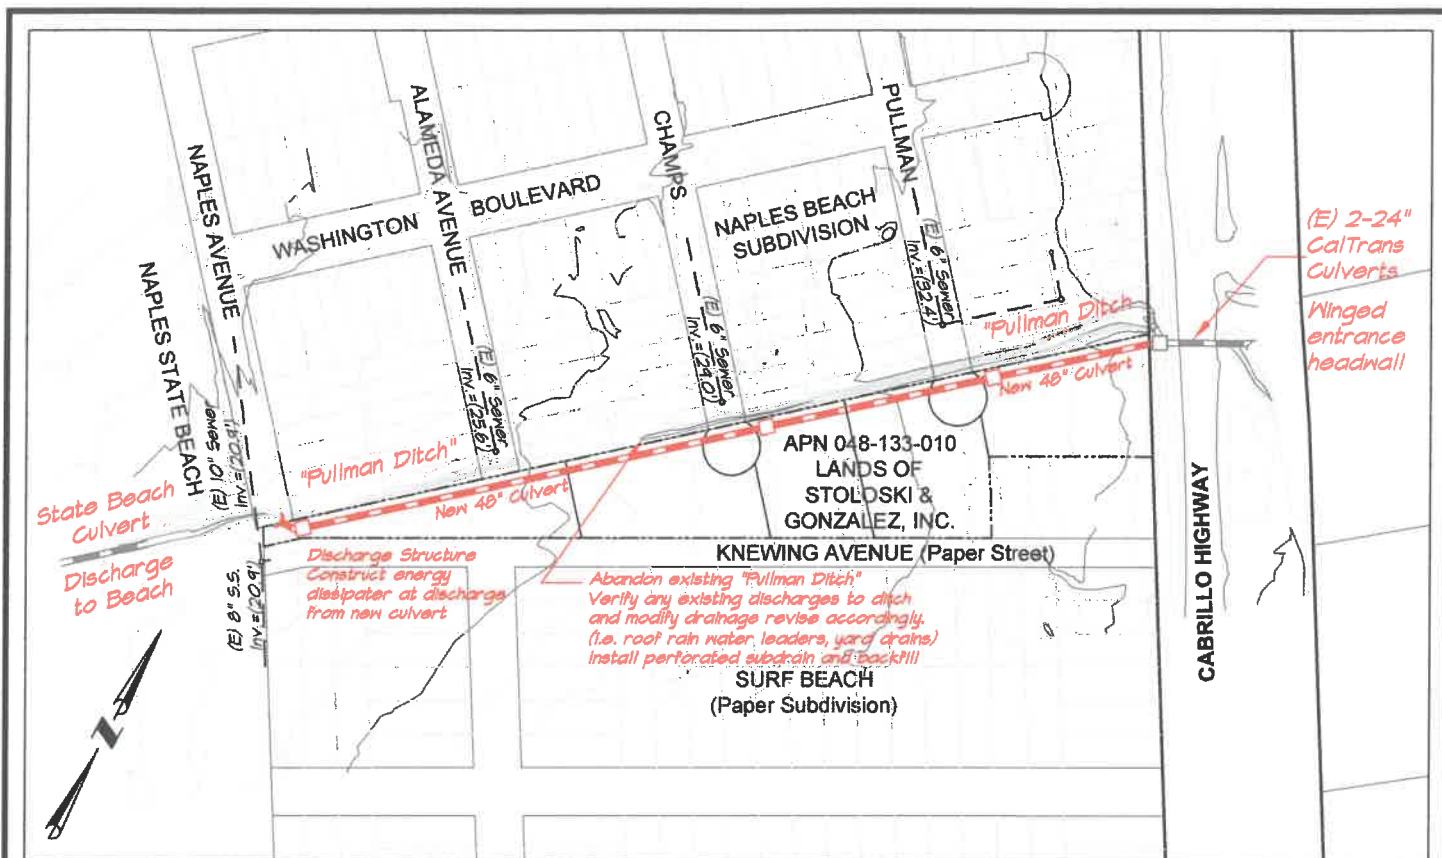 NAPLES AVENUE
ALAMEDA AVENUE
CHAMPS
PULLMAN
WASHINGTON BOULEVARD
NAPLES BEACH
SUBDIVISION
NAPLES STATE BEACH
(E) 6" Sewer
Inv.=(25.6')
(E) 6" Sewer
Inv.=(29.0')
(E) 6" Sewer
Inv.=(32.4')
(E) 2-24"
CalTrans
Culverts
Winged
entrance
headwall
"Pullman Ditch"
New 48" Culvert
"Pullman Ditch"
New 48" Culvert
(E) 10" Sewer
State Beach
Culvert
Discharge
to Beach
(E) 8" S.S.
Inv.=(20.9')
Discharge Structure
Construct energy
dissipater at discharge
from new culvert
APN 048-133-010
LANDS OF
STOLOSKI &
GONZALEZ, INC.
KNEWING AVENUE (Paper Street)
Abandon existing "Pullman Ditch"
Verify any existing discharges to ditch
and modify drainage revise accordingly.
(i.e. roof rain water leaders, yard drains)
Install perforated subdrain and backfill
SURF BEACH
(Paper Subdivision)
CABRILLO HIGHWAY
N